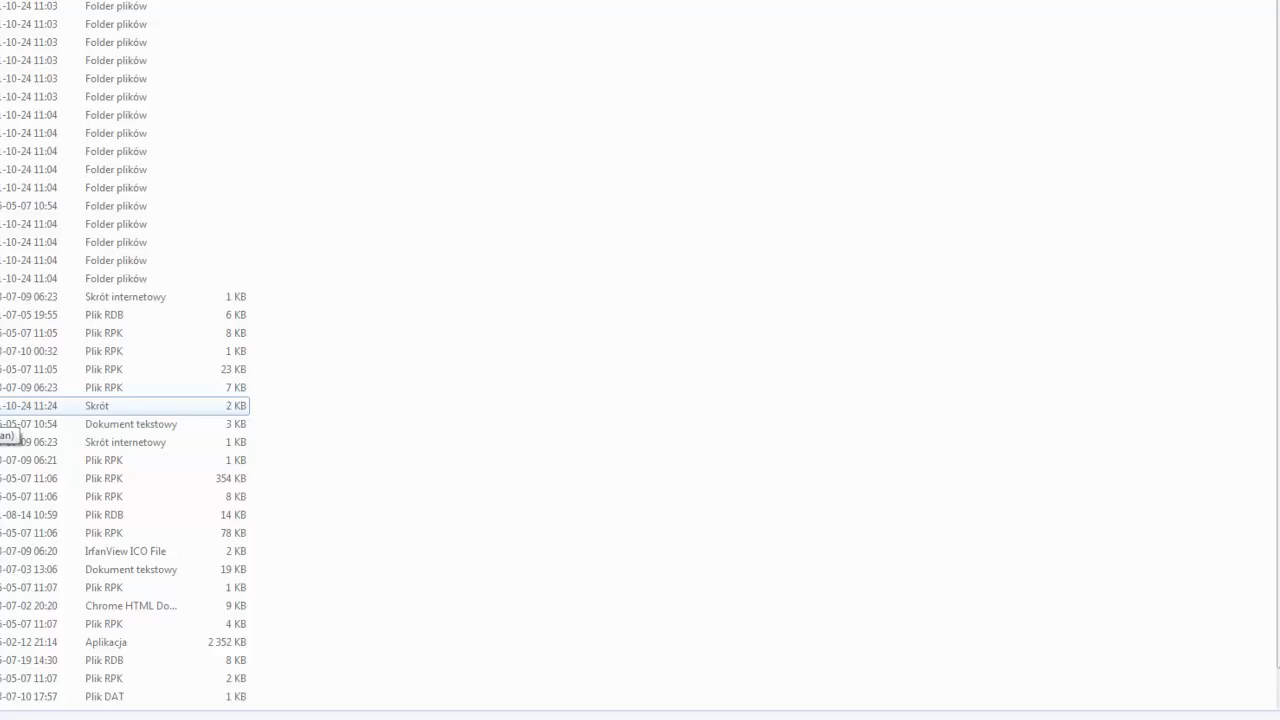 -10-24 11:03 Folder plików
-10-24 11:03 Folder plików
-10-24 11:03 Folder plików
-10-24 11:03 Folder plików
-10-24 11:03 Folder plików
-10-24 11:03 Folder plików
-10-24 11:04 Folder plików
-10-24 11:04 Folder plików
-10-24 11:04 Folder plików
-10-24 11:04 Folder plików
-10-24 11:04 Folder plików
-05-07 10:54 Folder plików
-10-24 11:04 Folder plików
-10-24 11:04 Folder plików
-10-24 11:04 Folder plików
-10-24 11:04 Folder plików
-07-09 06:23 Skrót internetowy 1 KB
-07-05 19:55 Plik RDB 6 KB
-05-07 11:05 Plik RPK 8 KB
-07-10 00:32 Plik RPK 1 KB
-05-07 11:05 Plik RPK 23 KB
-07-09 06:23 Plik RPK 7 KB
-10-24 11:24 Skrót 2 KB
-05-07 10:54 Dokument tekstowy 3 KB
an) 09 06:23 Skrót internetowy 1 KB
-07-09 06:21 Plik RPK 1 KB
-05-07 11:06 Plik RPK 354 KB
-05-07 11:06 Plik RPK 8 KB
-08-14 10:59 Plik RDB 14 KB
-05-07 11:06 Plik RPK 78 KB
-07-09 06:20 IrfanView ICO File 2 KB
-07-03 13:06 Dokument tekstowy 19 KB
-05-07 11:07 Plik RPK 1 KB
-07-02 20:20 Chrome HTML Do... 9 KB
-05-07 11:07 Plik RPK 4 KB
-02-12 21:14 Aplikacja 2 352 KB
-07-19 14:30 Plik RDB 8 KB
-05-07 11:07 Plik RPK 2 KB
-07-10 17:57 Plik DAT 1 KB